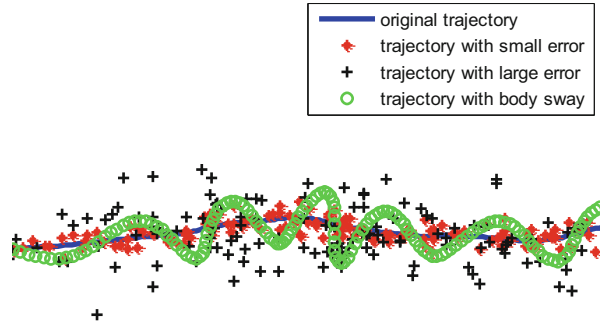 original trajectory
trajectory with small error
trajectory with large error
trajectory with body sway